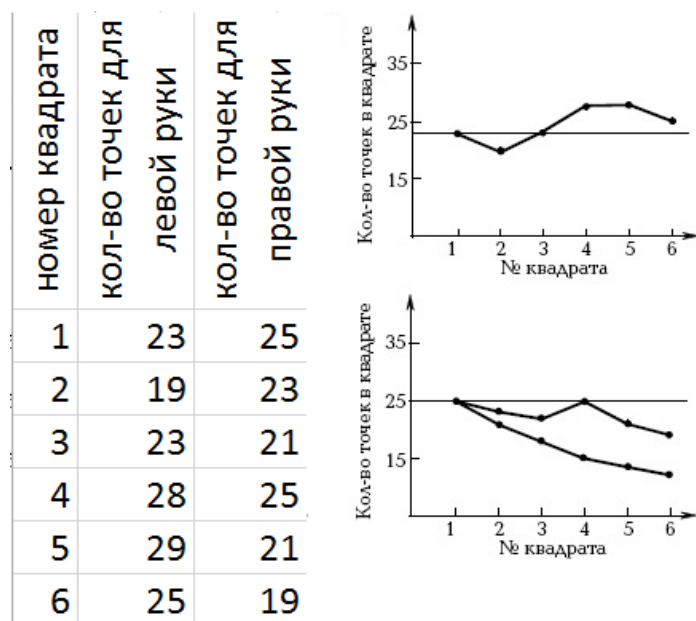 номер квадрата
кол-во точек для
левой руки
кол-во точек для
правой руки
1 23 25
2 19 23
3 23 21
4 28 25
5 29 21
6 25 19
Кол-во точек в квадрате
35
25
15
1 2 3 4 5 6
№ квадрата
Кол-во точек в квадрате
35
25
15
1 2 3 4 5 6
№ квадрата